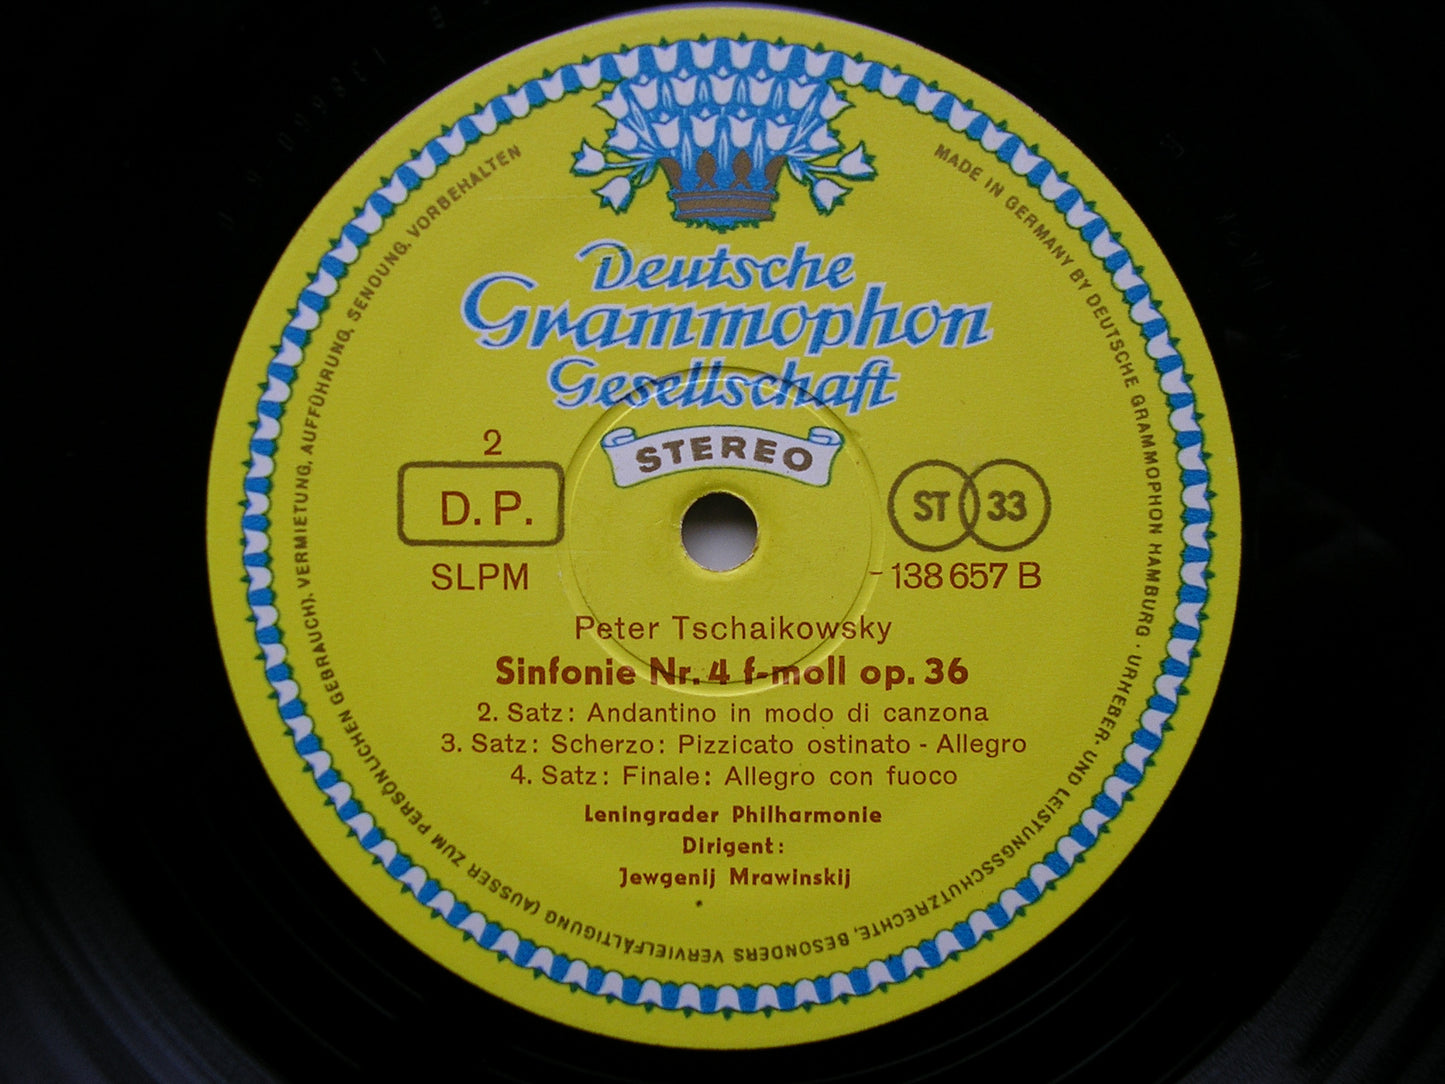 Deutsche
Grammophon
Gesellschaft
STEREO
2
D. P.
SLPM
ST 33
138 657 B
Peter Tschaikowsky
Sinfonie Nr. 4 f-moll op. 36
2. Satz: Andantino in modo di canzona
3. Satz: Scherzo: Pizzicato ostinato - Allegro
4. Satz: Finale: Allegro con fuoco
Leningrader Philharmonie
Dirigent:
Jewgenij Mrawinskij
MADE IN GERMANY BY DEUTSCHE GRAMMOPHON HAMBURG · URHEBER- UND LEISTUNGSSCHUTZRECHTE, BESONDERS VERVIELFÄLTIGUNG (AUSSER ZUM PERSÖNLICHEN GEBRAUCH), VERMIETUNG, AUFFÜHRUNG, SENDUNG, VORBEHALTEN